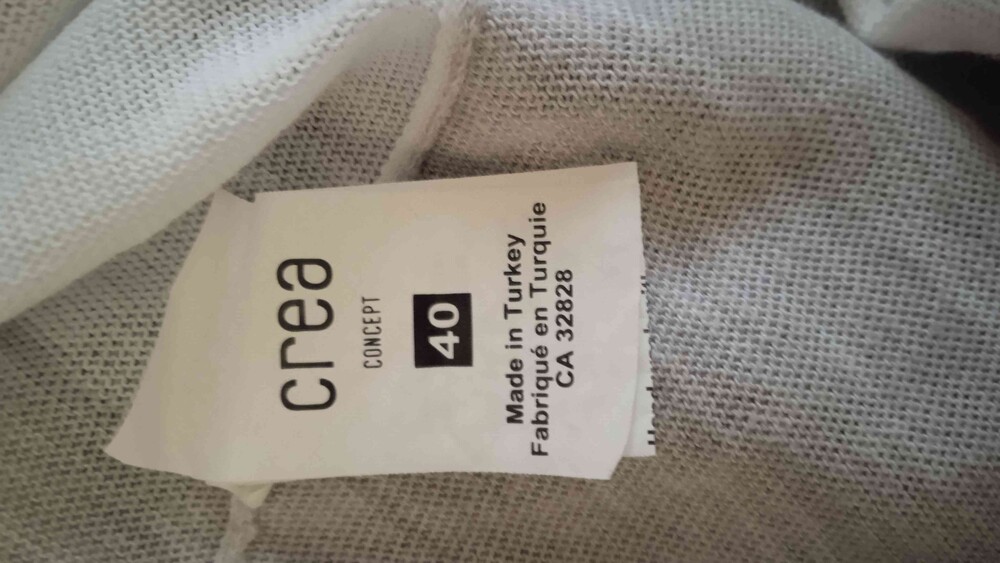 crea
CONCEPT
40
Made in Turkey
Fabriqué en Turquie
CA 32828